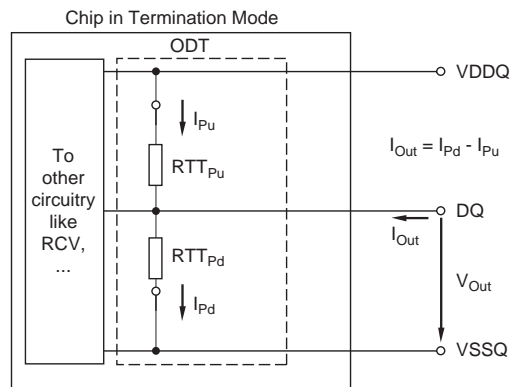 Chip in Termination Mode
ODT
VDDQ
I_Pu
I_Out = I_Pd - I_Pu
To
other
circuitry
like
RCV,
...
RTT_Pu
DQ
I_Out
RTT_Pd
V_Out
I_Pd
VSSQ